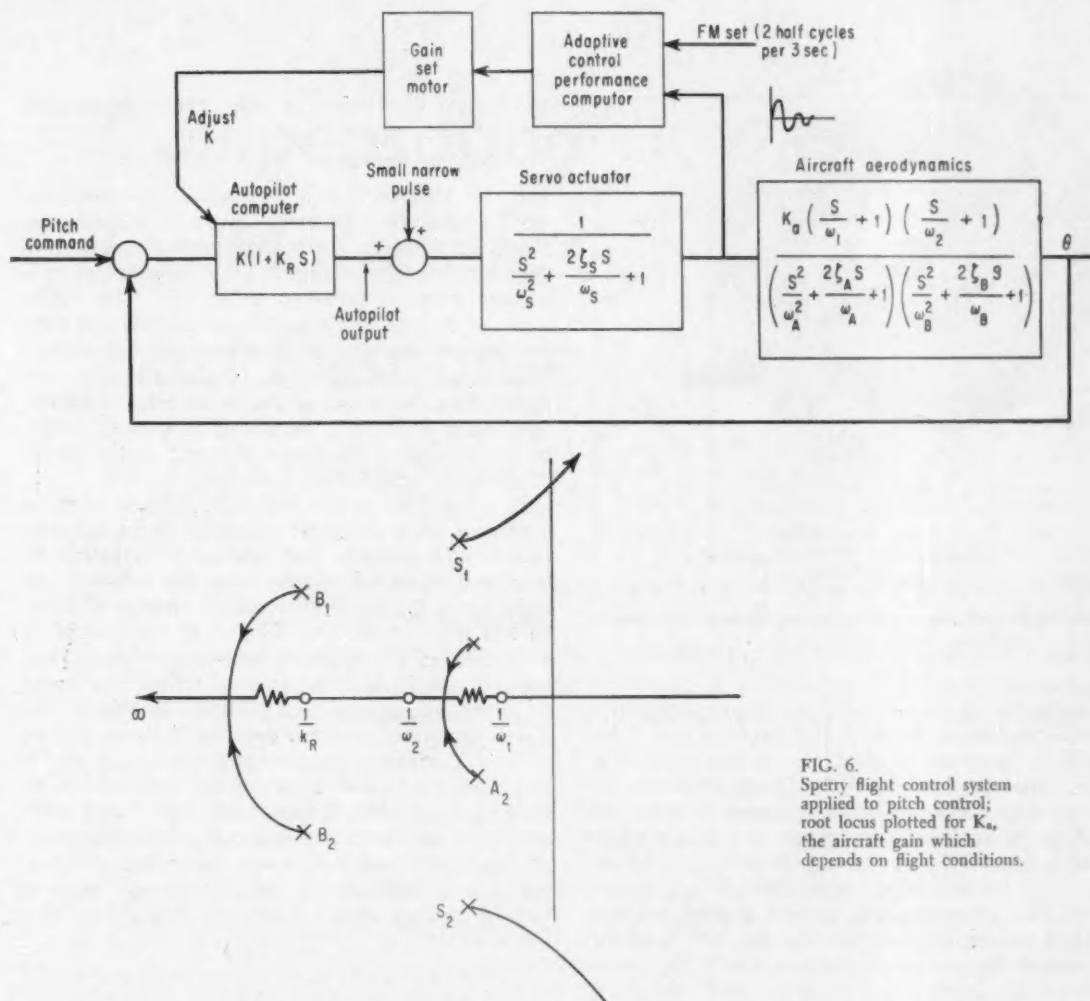 Gain
set
motor
Adaptive
control
performance
computor
FM set (2 half cycles
per 3 sec)
Adjust
K
Autopilot
computer
Small narrow
pulse
Servo actuator
Aircraft aerodynamics
Pitch
command
K(1+K_R S)
+
+
Autopilot
output
1
S²/ω_S² + 2ζ_S S/ω_S +1
K_a (S/ω_1 + 1) (S/ω_2 + 1)
(S²/ω_A² + 2ζ_A S/ω_A +1) (S²/ω_B² + 2ζ_B S/ω_B +1)
θ
S_1
B_1
∞
1
k_R
1
ω_2
1
ω_1
A_2
B_2
S_2
FIG. 6.
Sperry flight control system
applied to pitch control;
root locus plotted for Kₐ,
the aircraft gain which
depends on flight conditions.